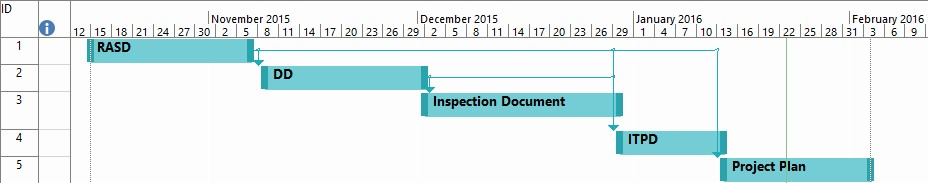 ID
November 2015 December 2015 January 2016 February 2016
12 15 18 21 24 27 30 2 5 8 11 14 17 20 23 26 29 2 5 8 11 14 17 20 23 26 29 1 4 7 10 13 16 19 22 25 28 31 3 6 9
1 RASD
2 DD
3 Inspection Document
4 ITPD
5 Project Plan